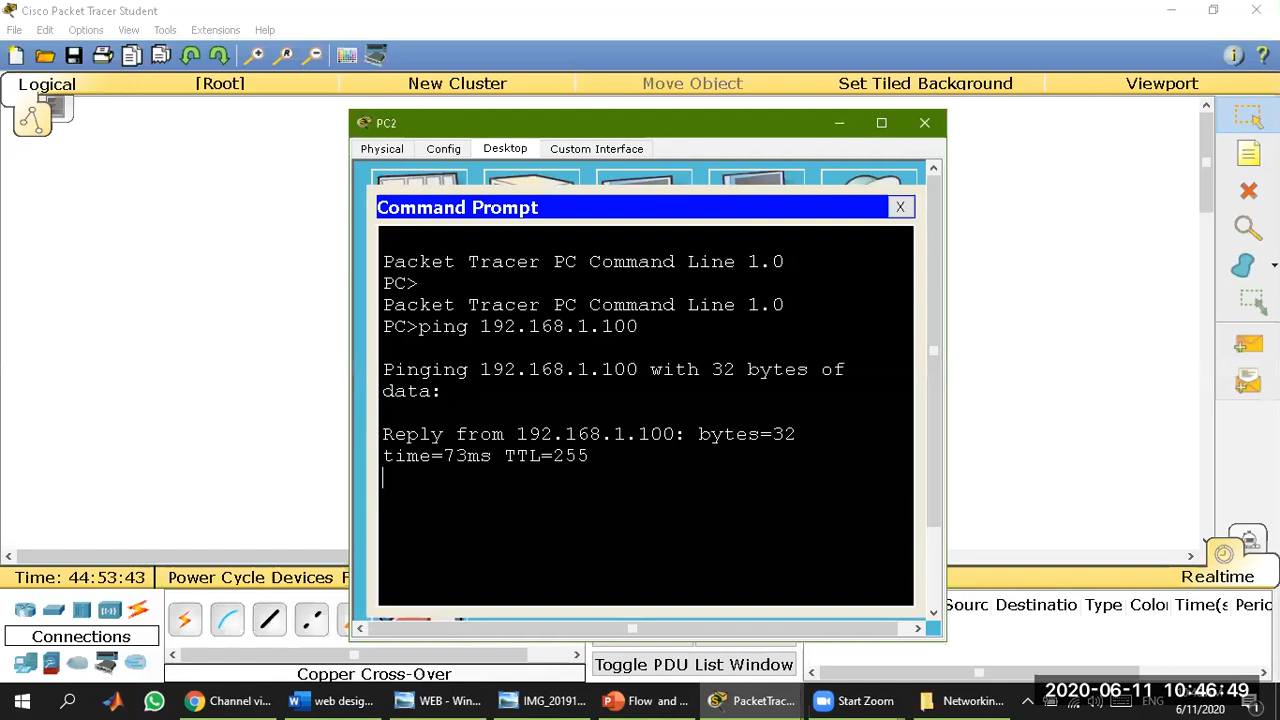 Cisco Packet Tracer Student
File Edit Options View Tools Extensions Help
Logical [Root] New Cluster Move Object Set Tiled Background Viewport
PC2
Physical Config Desktop Custom Interface
Command Prompt X
Packet Tracer PC Command Line 1.0
PC>
Packet Tracer PC Command Line 1.0
PC>ping 192.168.1.100
Pinging 192.168.1.100 with 32 bytes of
data:
Reply from 192.168.1.100: bytes=32
time=73ms TTL=255
Time: 44:53:43 Power Cycle Devices Realtime
Connections
Copper Cross-Over
Toggle PDU List Window
Destinatio Type Time(s
2020-06-11 10:46:49
Channel vi... web desig... WEB - Win... IMG_20191... Flow and ... PacketTrac... Start Zoom Networkin... ENG
6/11/2020